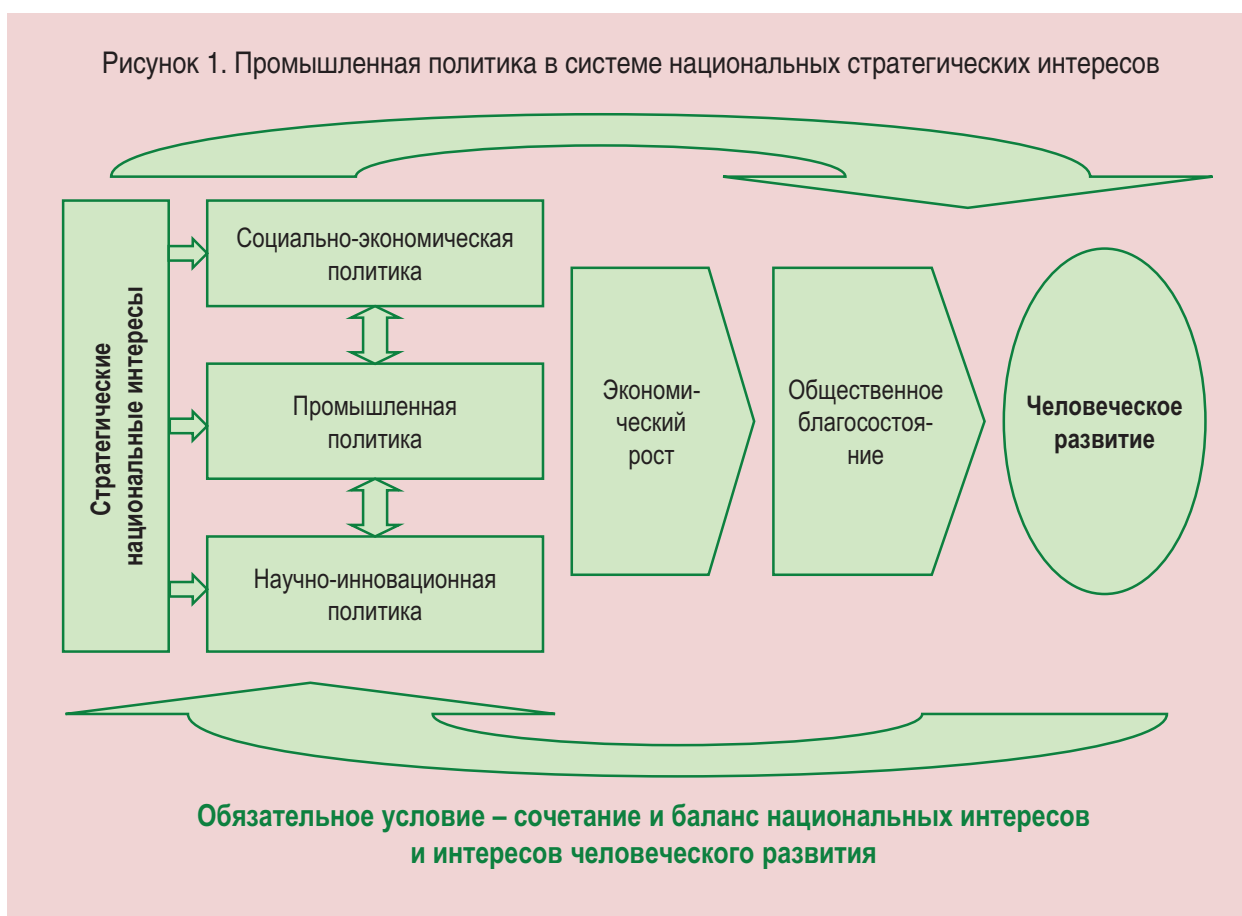 Рисунок 1. Промышленная политика в системе национальных стратегических интересов
Стратегические
национальные интересы
Социально-экономическая
политика
Промышленная
политика
Научно-инновационная
политика
Экономи-
ческий
рост
Общественное
благосостоя-
ние
Человеческое
развитие
Обязательное условие – сочетание и баланс национальных интересов
и интересов человеческого развития